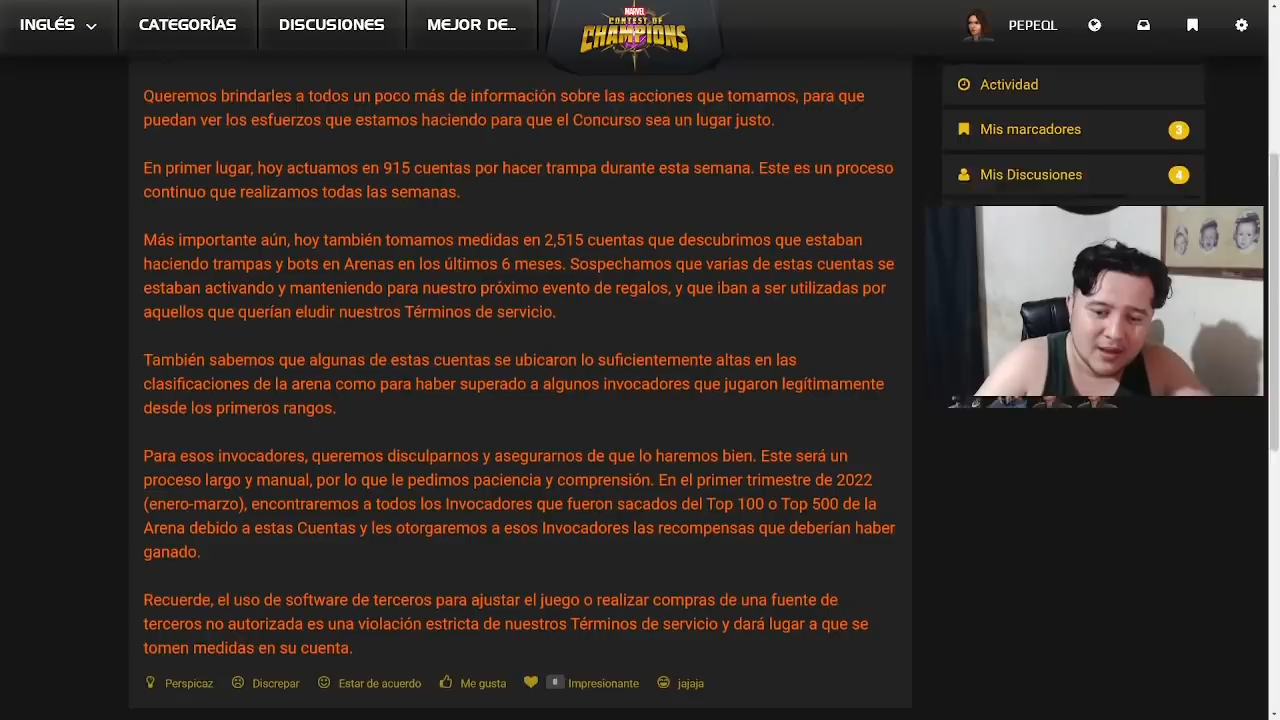 INGLÉS
CATEGORÍAS
DISCUSIONES
MEJOR DE...
MARVEL
CONTEST OF
CHAMPIONS
PEPEQL
Queremos brindarles a todos un poco más de información sobre las acciones que tomamos, para que
puedan ver los esfuerzos que estamos haciendo para que el Concurso sea un lugar justo.
En primer lugar, hoy actuamos en 915 cuentas por hacer trampa durante esta semana. Este es un proceso
continuo que realizamos todas las semanas.
Más importante aún, hoy también tomamos medidas en 2,515 cuentas que descubrimos que estaban
haciendo trampas y bots en Arenas en los últimos 6 meses. Sospechamos que varias de estas cuentas se
estaban activando y manteniendo para nuestro próximo evento de regalos, y que iban a ser utilizadas por
aquellos que querían eludir nuestros Términos de servicio.
También sabemos que algunas de estas cuentas se ubicaron lo suficientemente altas en las
clasificaciones de la arena como para haber superado a algunos invocadores que jugaron legítimamente
desde los primeros rangos.
Para esos invocadores, queremos disculparnos y asegurarnos de que lo haremos bien. Este será un
proceso largo y manual, por lo que le pedimos paciencia y comprensión. En el primer trimestre de 2022
(enero-marzo), encontraremos a todos los Invocadores que fueron sacados del Top 100 o Top 500 de la
Arena debido a estas Cuentas y les otorgaremos a esos Invocadores las recompensas que deberían haber
ganado.
Recuerde, el uso de software de terceros para ajustar el juego o realizar compras de una fuente de
terceros no autorizada es una violación estricta de nuestros Términos de servicio y dará lugar a que se
tomen medidas en su cuenta.
Perspicaz
Discrepar
Estar de acuerdo
Me gusta
8 Impresionante
jajaja
Actividad
Mis marcadores 3
Mis Discusiones 4